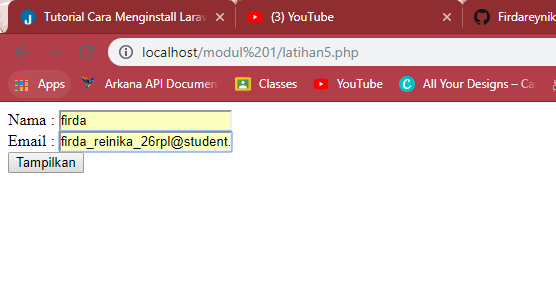 Tutorial Cara Menginstall Larav
(3) YouTube
Firdareynik
localhost/modul%201/latihan5.php
Apps Arkana API Documen Classes YouTube All Your Designs – Ca
Nama : firda
Email : firda_reinika_26rpl@student.
Tampilkan